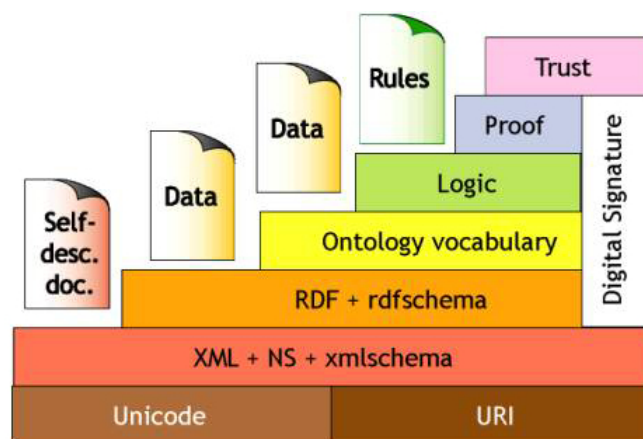 Trust
Rules
Proof
Data
Logic
Data
Digital Signature
Self-
desc.
doc.
Ontology vocabulary
RDF + rdfschema
XML + NS + xmlschema
Unicode
URI